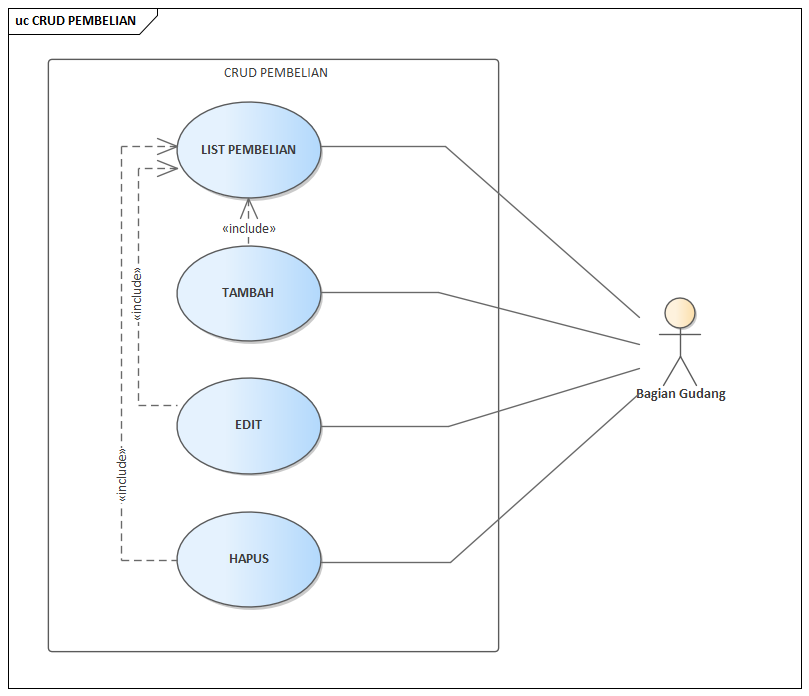 uc CRUD PEMBELIAN
CRUD PEMBELIAN
LIST PEMBELIAN
«include»
TAMBAH
«include»
Bagian Gudang
EDIT
«include»
HAPUS